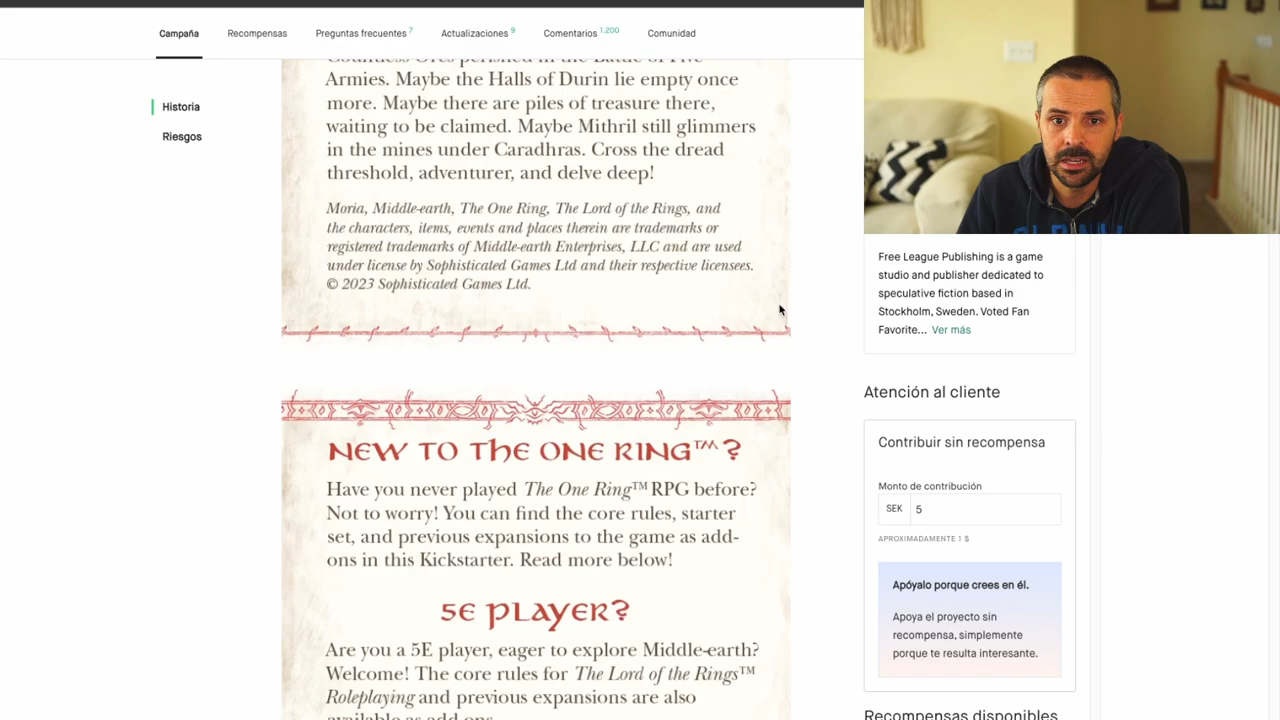 Campaña
Recompensas
Preguntas frecuentes 7
Actualizaciones 9
Comentarios 1,200
Comunidad
Historia
Riesgos
Countless Orcs perished in the Battle of Five
Armies. Maybe the Halls of Durin lie empty once
more. Maybe there are piles of treasure there,
waiting to be claimed. Maybe Mithril still glimmers
in the mines under Caradhras. Cross the dread
threshold, adventurer, and delve deep!
Moria, Middle-earth, The One Ring, The Lord of the Rings, and
the characters, items, events and places therein are trademarks or
registered trademarks of Middle-earth Enterprises, LLC and are used
under license by Sophisticated Games Ltd and their respective licensees.
© 2023 Sophisticated Games Ltd.
NEW TO THE ONE RING™?
Have you never played The One Ring™ RPG before?
Not to worry! You can find the core rules, starter
set, and previous expansions to the game as add-
ons in this Kickstarter. Read more below!
5E PLAYER?
Are you a 5E player, eager to explore Middle-earth?
Welcome! The core rules for The Lord of the Rings™
Roleplaying and previous expansions are also
available as add-ons.
Free League Publishing is a game
studio and publisher dedicated to
speculative fiction based in
Stockholm, Sweden. Voted Fan
Favorite... Ver más
Atención al cliente
Contribuir sin recompensa
Monto de contribución
SEK 5
APROXIMADAMENTE 1 $
Apóyalo porque crees en él.
Apoya el proyecto sin
recompensa, simplemente
porque te resulta interesante.
Recompensas disponibles